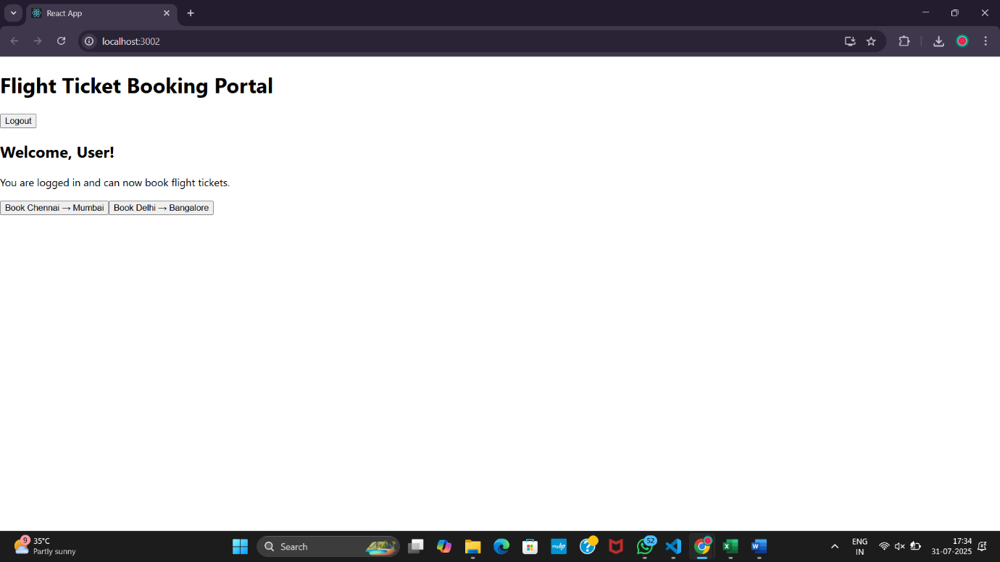 React App
localhost:3002
Flight Ticket Booking Portal
Logout
Welcome, User!
You are logged in and can now book flight tickets.
Book Chennai → Mumbai Book Delhi → Bangalore
9
35°C
Partly sunny
Search
myhp
52
ENG
IN
17:34
31-07-2025